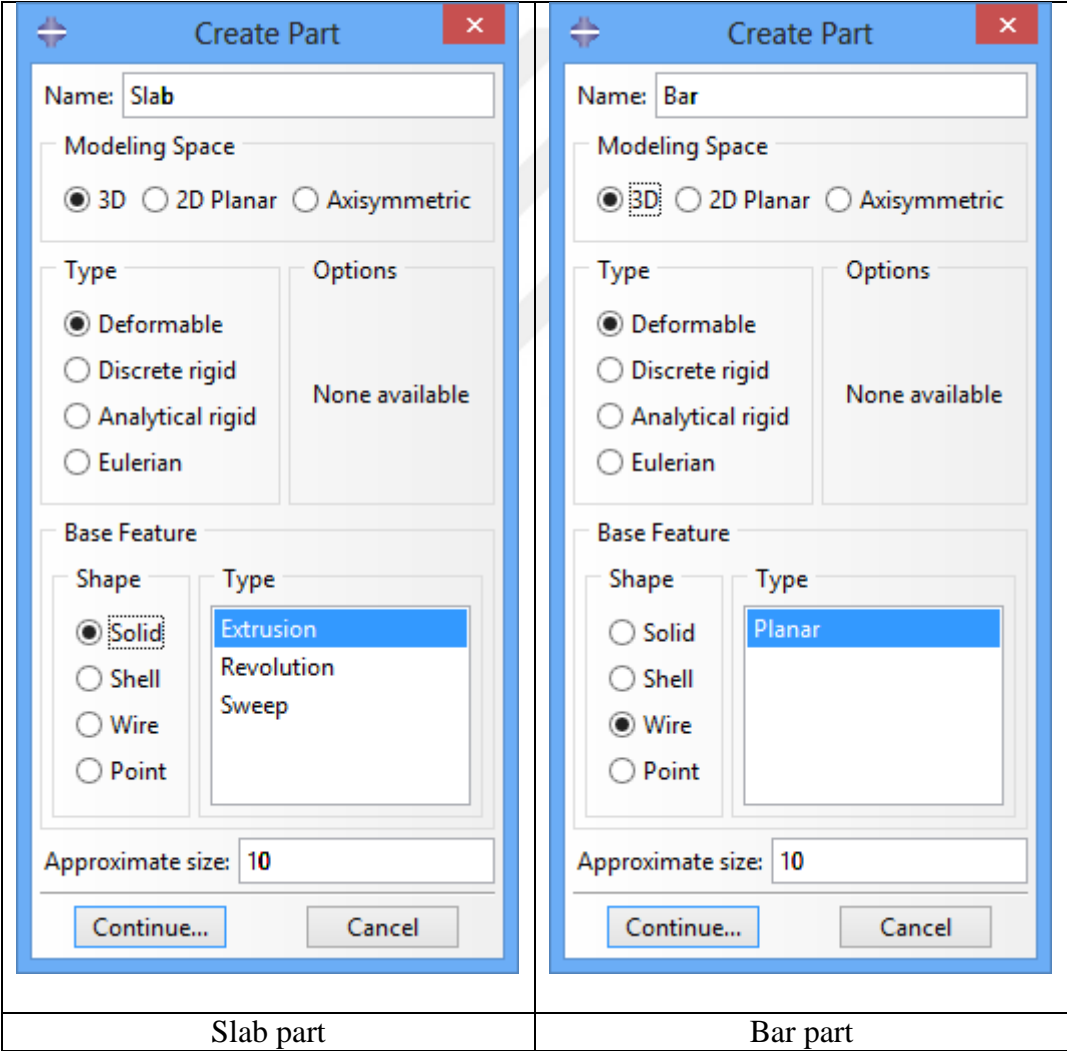 Create Part
Name: Slab
Modeling Space
3D 2D Planar Axisymmetric
Type Options
Deformable
Discrete rigid
None available
Analytical rigid
Eulerian
Base Feature
Shape Type
Solid Extrusion
Shell Revolution
Wire Sweep
Point
Approximate size: 10
Continue... Cancel
Slab part
Create Part
Name: Bar
Modeling Space
3D 2D Planar Axisymmetric
Type Options
Deformable
Discrete rigid
None available
Analytical rigid
Eulerian
Base Feature
Shape Type
Solid Planar
Shell
Wire
Point
Approximate size: 10
Continue... Cancel
Bar part